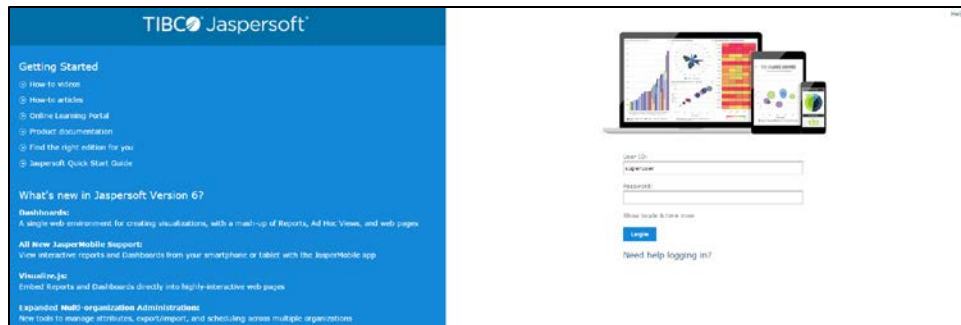 TIBCO Jaspersoft
Getting Started
How-to videos
How-to articles
Online Learning Portal
Product documentation
Find the right edition for you
Jaspersoft Quick Start Guide
What's new in Jaspersoft Version 6?
Dashboards:
A single web environment for creating visualizations, with a mash-up of Reports, Ad Hoc Views, and web pages
All New JasperMobile Support:
View interactive reports and Dashboards from your smartphone or tablet with the JasperMobile app
Visualize.js:
Embed Reports and Dashboards directly into highly-interactive web pages
Expanded Multi-organization Administration:
New tools to manage attributes, export/import, and scheduling across multiple organizations
User ID:
superuser
Password:
Show locale & time zone
Login
Need help logging in?